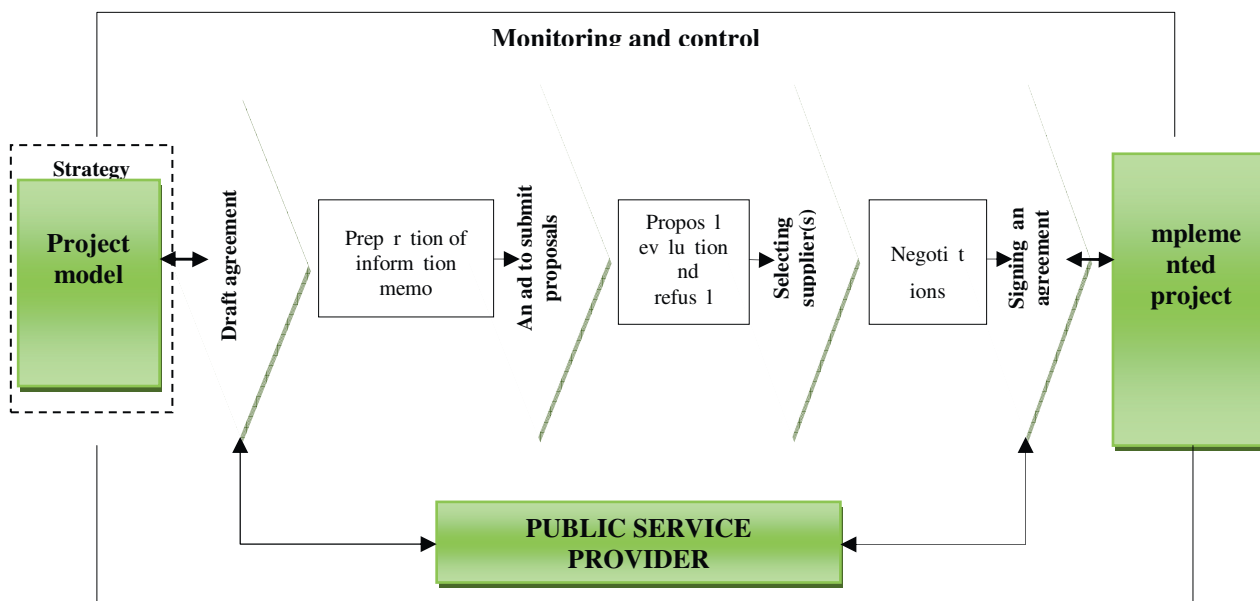 Monitoring and control
Strategy
Project
model
Draft agreement
Prep r tion of
inform tion
memo
An ad to submit
proposals
Propos l
ev lu tion
nd
refus l
Selecting
supplier(s)
Negoti t
ions
Signing an
agreement
mpleme
nted
project
PUBLIC SERVICE
PROVIDER